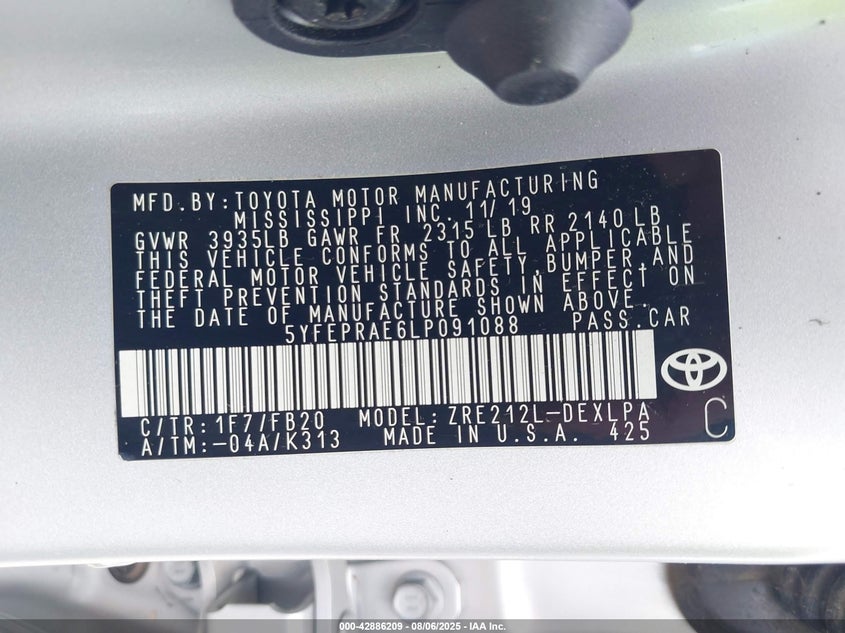 MFD. BY: TOYOTA MOTOR MANUFACTURING
MISSISSIPPI INC. 11/19
GVWR 3935LB GAWR FR 2315 LB RR 2140 LB
THIS VEHICLE CONFORMS TO ALL APPLICABLE
FEDERAL MOTOR VEHICLE SAFETY, BUMPER, AND
THEFT PREVENTION STANDARDS IN EFFECT ON
THE DATE OF MANUFACTURE SHOWN ABOVE.
5YFEPRAE6LP091088 PASS. CAR
C/TR: 1F7/FB20 MODEL: ZRE212L-DEXLPA
A/TM: -04A/K313 MADE IN U.S.A. 425 C
000-42886209 - 08/06/2025 - IAA Inc.